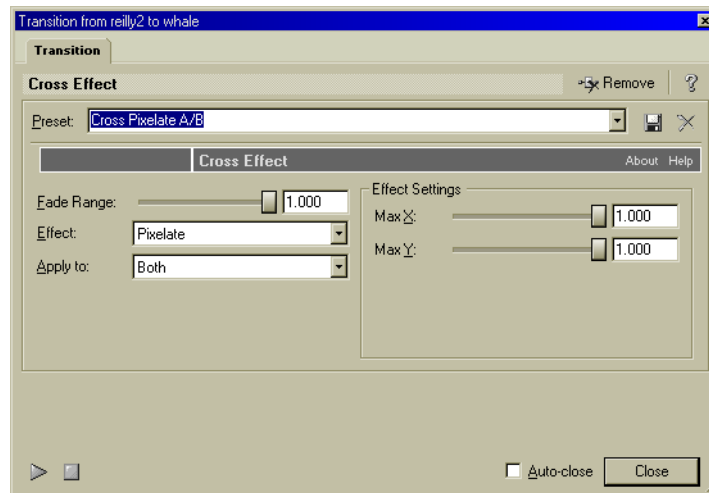 Transition from reilly2 to whale
Transition
Cross Effect
Remove
Preset: Cross Pixelate A/B
Cross Effect
About Help
Fade Range: 1.000
Effect: Pixelate
Apply to: Both
Effect Settings
Max X: 1.000
Max Y: 1.000
Auto-close
Close